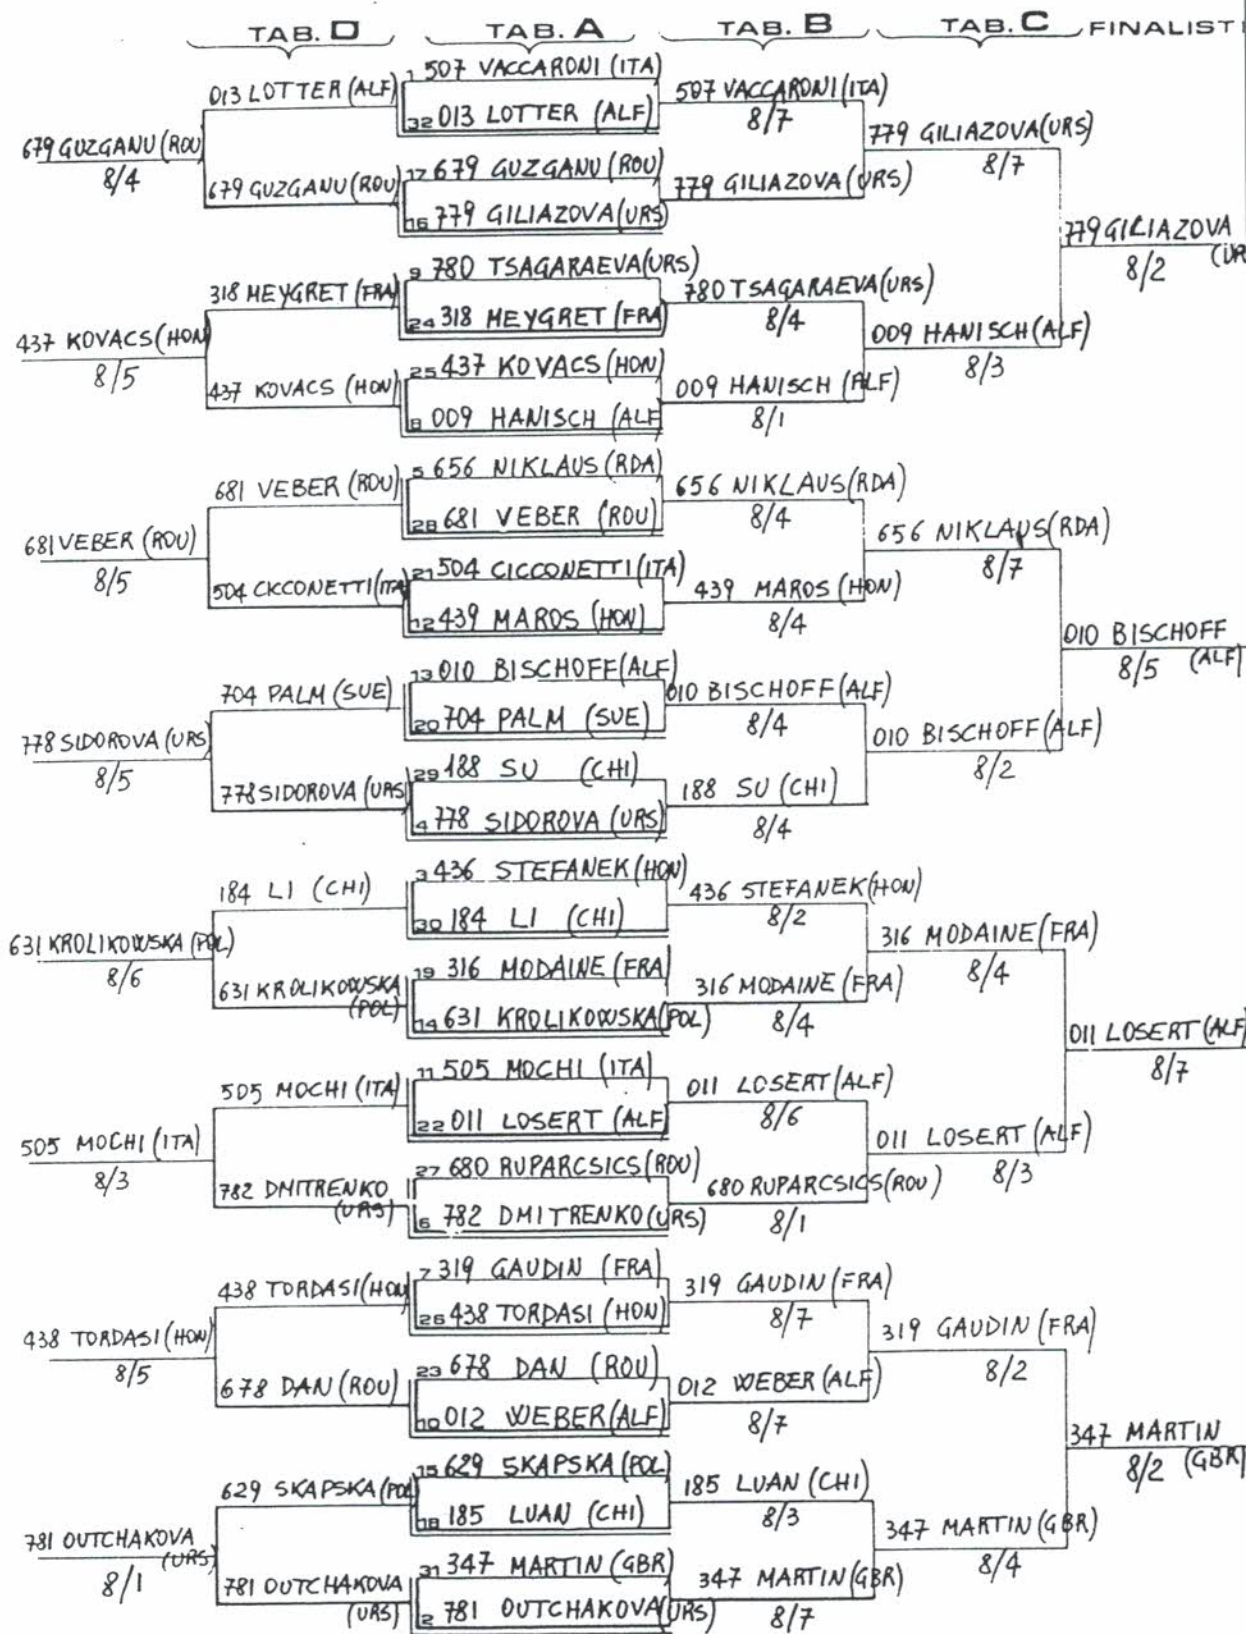 TAB. D TAB. A TAB. B TAB. C FINALISTI
013 LOTTER (ALF) 1 507 VACCARONI (ITA) 507 VACCARONI (ITA)
32 013 LOTTER (ALF) 8/7
679 GUZGANU (ROU) 779 GILIAZOVA (URS)
8/4 8/7
679 GUZGANU (ROU) 17 679 GUZGANU (ROU) 779 GILIAZOVA (URS)
16 779 GILIAZOVA (URS)
779 GILIAZOVA (UR
8/2
318 MEYGRET (FRA) 9 780 TSAGARAEVA (URS) 780 TSAGARAEVA (URS)
24 318 MEYGRET (FRA) 8/4
437 KOVACS (HON) 009 HANISCH (ALF)
8/5 8/3
437 KOVACS (HON) 25 437 KOVACS (HON) 009 HANISCH (ALF)
8 009 HANISCH (ALF 8/1
681 VEBER (ROU) 5 656 NIKLAUS (RDA) 656 NIKLAUS (RDA)
28 681 VEBER (ROU) 8/4
681 VEBER (ROU) 656 NIKLAUS (RDA)
8/5 8/7
504 CICCONETTI (ITA) 21 504 CICCONETTI (ITA) 439 MAROS (HON)
12 439 MAROS (HON) 8/4
010 BISCHOFF
8/5 (ALF)
704 PALM (SUE) 13 010 BISCHOFF (ALF) 010 BISCHOFF (ALF)
20 704 PALM (SUE) 8/4
778 SIDOROVA (URS) 010 BISCHOFF (ALF)
8/5 8/2
778 SIDOROVA (URS) 29 188 SU (CHI) 188 SU (CHI)
4 778 SIDOROVA (URS) 8/4
184 LI (CHI) 3 436 STEFANEK (HON) 436 STEFANEK (HON)
30 184 LI (CHI) 8/2
631 KROLIKOWSKA (POL) 316 MODAINE (FRA)
8/6 8/4
631 KROLIKOWSKA (POL) 19 316 MODAINE (FRA) 316 MODAINE (FRA)
14 631 KROLIKOWSKA (POL) 8/4
011 LOSERT (ALF)
8/7
505 MOCHI (ITA) 11 505 MOCHI (ITA) 011 LOSERT (ALF)
22 011 LOSERT (ALF) 8/6
505 MOCHI (ITA) 011 LOSERT (ALF)
8/3 8/3
782 DMITRENKO (URS) 27 680 RUPARCSICS (ROU) 680 RUPARCSICS (ROU)
6 782 DMITRENKO (URS) 8/1
438 TORDASI (HON) 7 319 GAUDIN (FRA) 319 GAUDIN (FRA)
26 438 TORDASI (HON) 8/7
438 TORDASI (HON) 319 GAUDIN (FRA)
8/5 8/2
678 DAN (ROU) 23 678 DAN (ROU) 012 WEBER (ALF)
10 012 WEBER (ALF) 8/7
347 MARTIN
8/2 (GBR)
629 SKAPSKA (POL) 15 629 SKAPSKA (POL) 185 LUAN (CHI)
18 185 LUAN (CHI) 8/3
781 OUTCHAKOVA (URS) 347 MARTIN (GBR)
8/1 8/4
781 OUTCHAKOVA (URS) 31 347 MARTIN (GBR) 347 MARTIN (GBR)
2 781 OUTCHAKOVA (URS) 8/7